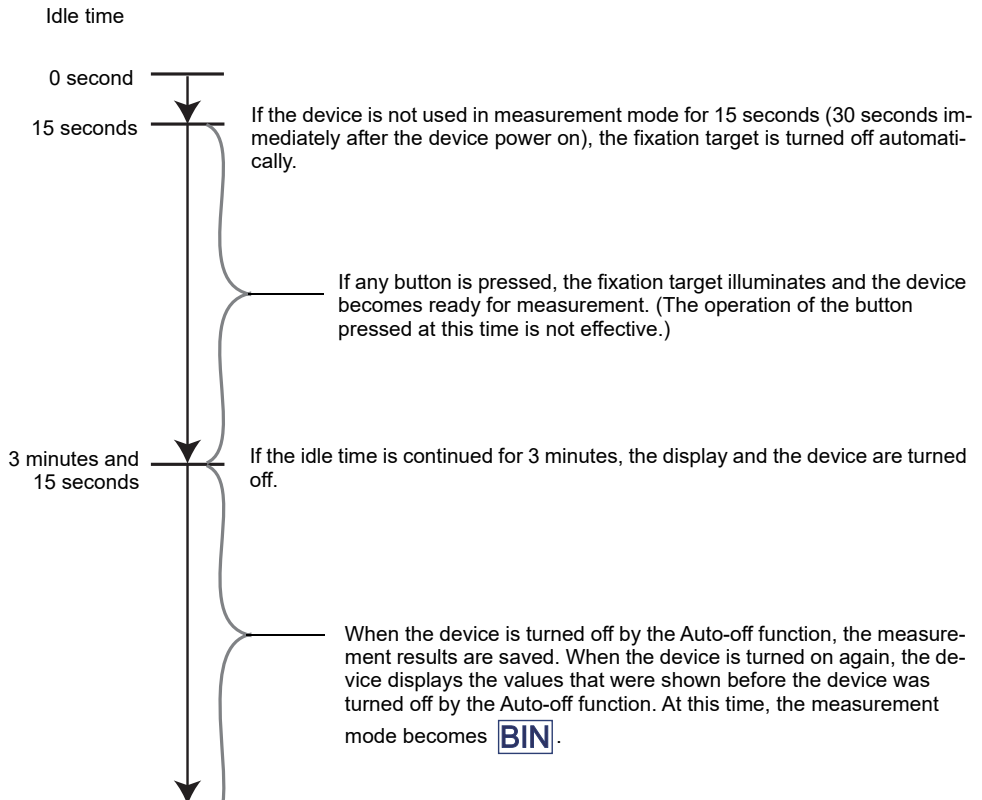 Idle time
0 second
15 seconds
If the device is not used in measurement mode for 15 seconds (30 seconds im-
mediately after the device power on), the fixation target is turned off automati-
cally.
If any button is pressed, the fixation target illuminates and the device
becomes ready for measurement. (The operation of the button
pressed at this time is not effective.)
3 minutes and
15 seconds
If the idle time is continued for 3 minutes, the display and the device are turned
off.
When the device is turned off by the Auto-off function, the measure-
ment results are saved. When the device is turned on again, the de-
vice displays the values that were shown before the device was
turned off by the Auto-off function. At this time, the measurement
mode becomes BIN.